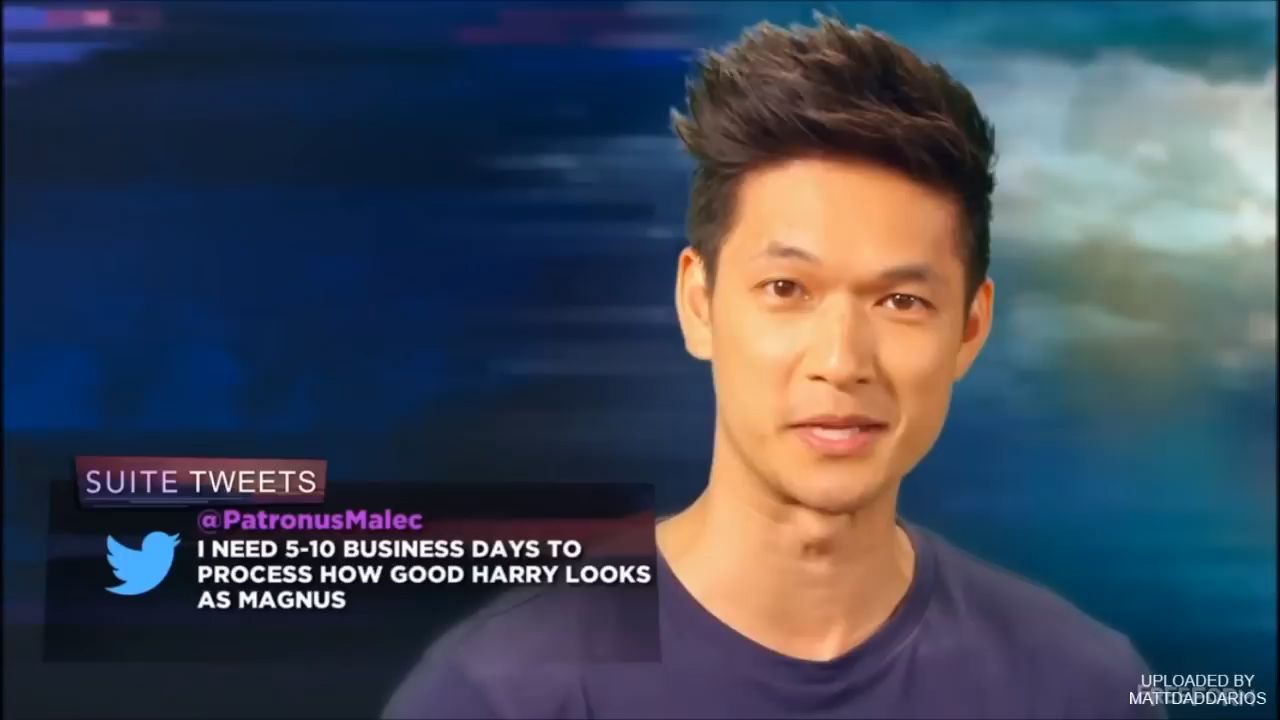 SUITE TWEETS
@PatronusMalec
I NEED 5-10 BUSINESS DAYS TO
PROCESS HOW GOOD HARRY LOOKS
AS MAGNUS
UPLOADED BY
MATTDADDARIOS